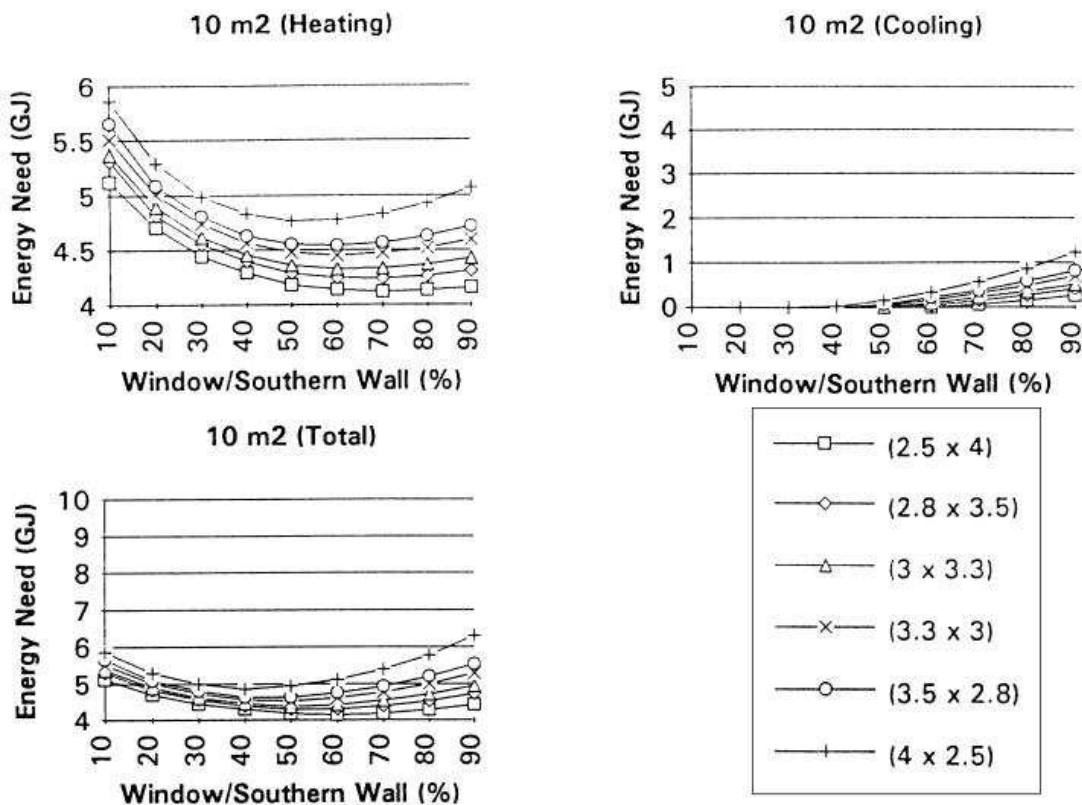 10 m2 (Heating)
Energy Need (GJ)
6
5.5
5
4.5
4
10 20 30 40 50 60 70 80 90
Window/Southern Wall (%)
10 m2 (Cooling)
Energy Need (GJ)
5
4
3
2
1
0
10 20 30 40 50 60 70 80 90
Window/Southern Wall (%)
10 m2 (Total)
Energy Need (GJ)
10
9
8
7
6
5
4
10 20 30 40 50 60 70 80 90
Window/Southern Wall (%)
(2.5 x 4)
(2.8 x 3.5)
(3 x 3.3)
(3.3 x 3)
(3.5 x 2.8)
(4 x 2.5)